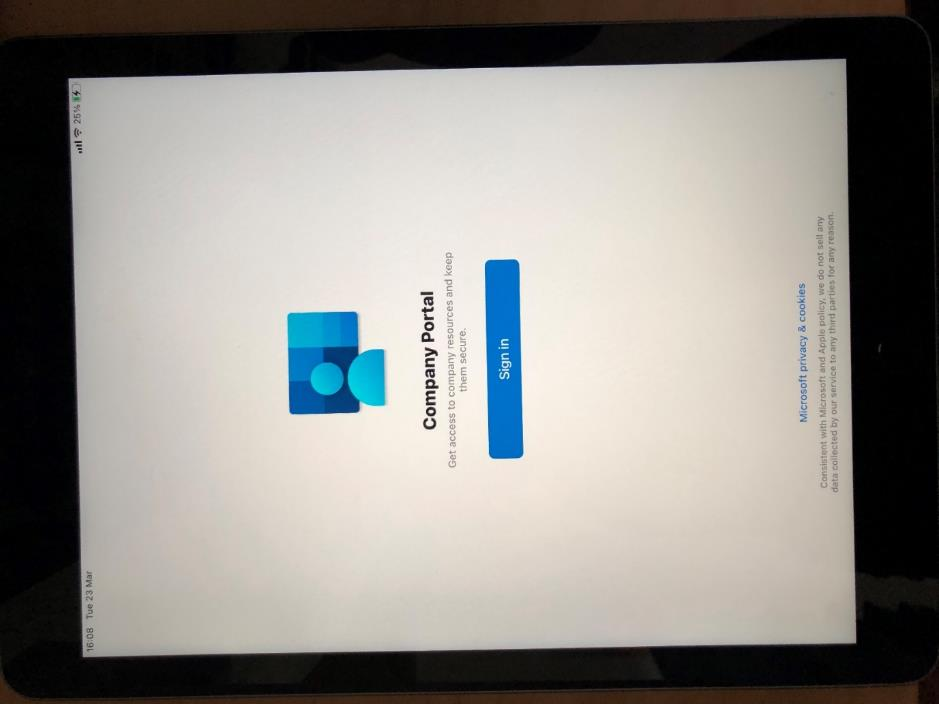 16:08 Tue 23 Mar
25%
Company Portal
Get access to company resources and keep
them secure.
Sign in
Microsoft privacy & cookies
Consistent with Microsoft and Apple policy, we do not sell any
data collected by our service to any third parties for any reason.